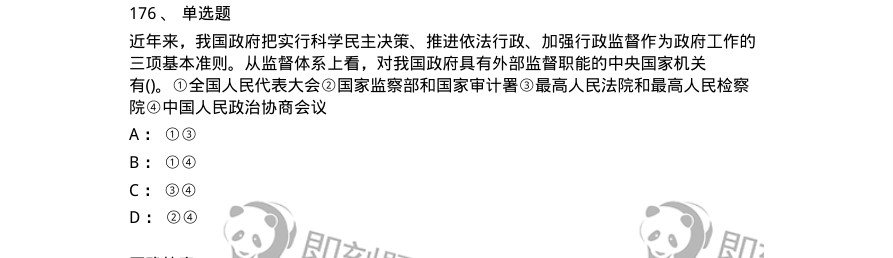 176 、 单选题
近年来，我国政府把实行科学民主决策、推进依法行政、加强行政监督作为政府工作的
三项基本准则。从监督体系上看，对我国政府具有外部监督职能的中央国家机关
有()。①全国人民代表大会②国家监察部和国家审计署③最高人民法院和最高人民检察
院④中国人民政治协商会议
A ： ①③
B ： ①④
C ： ③④
D ： ②④